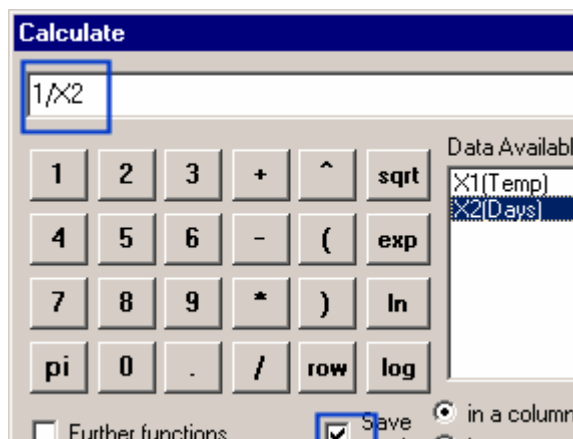 Calculate
1/X2
Data Availabl
1 2 3 + ^ sqrt
X1(Temp)
X2(Days)
4 5 6 - ( exp
7 8 9 * ) ln
pi 0 . / row log
Further functions
Save
in a column